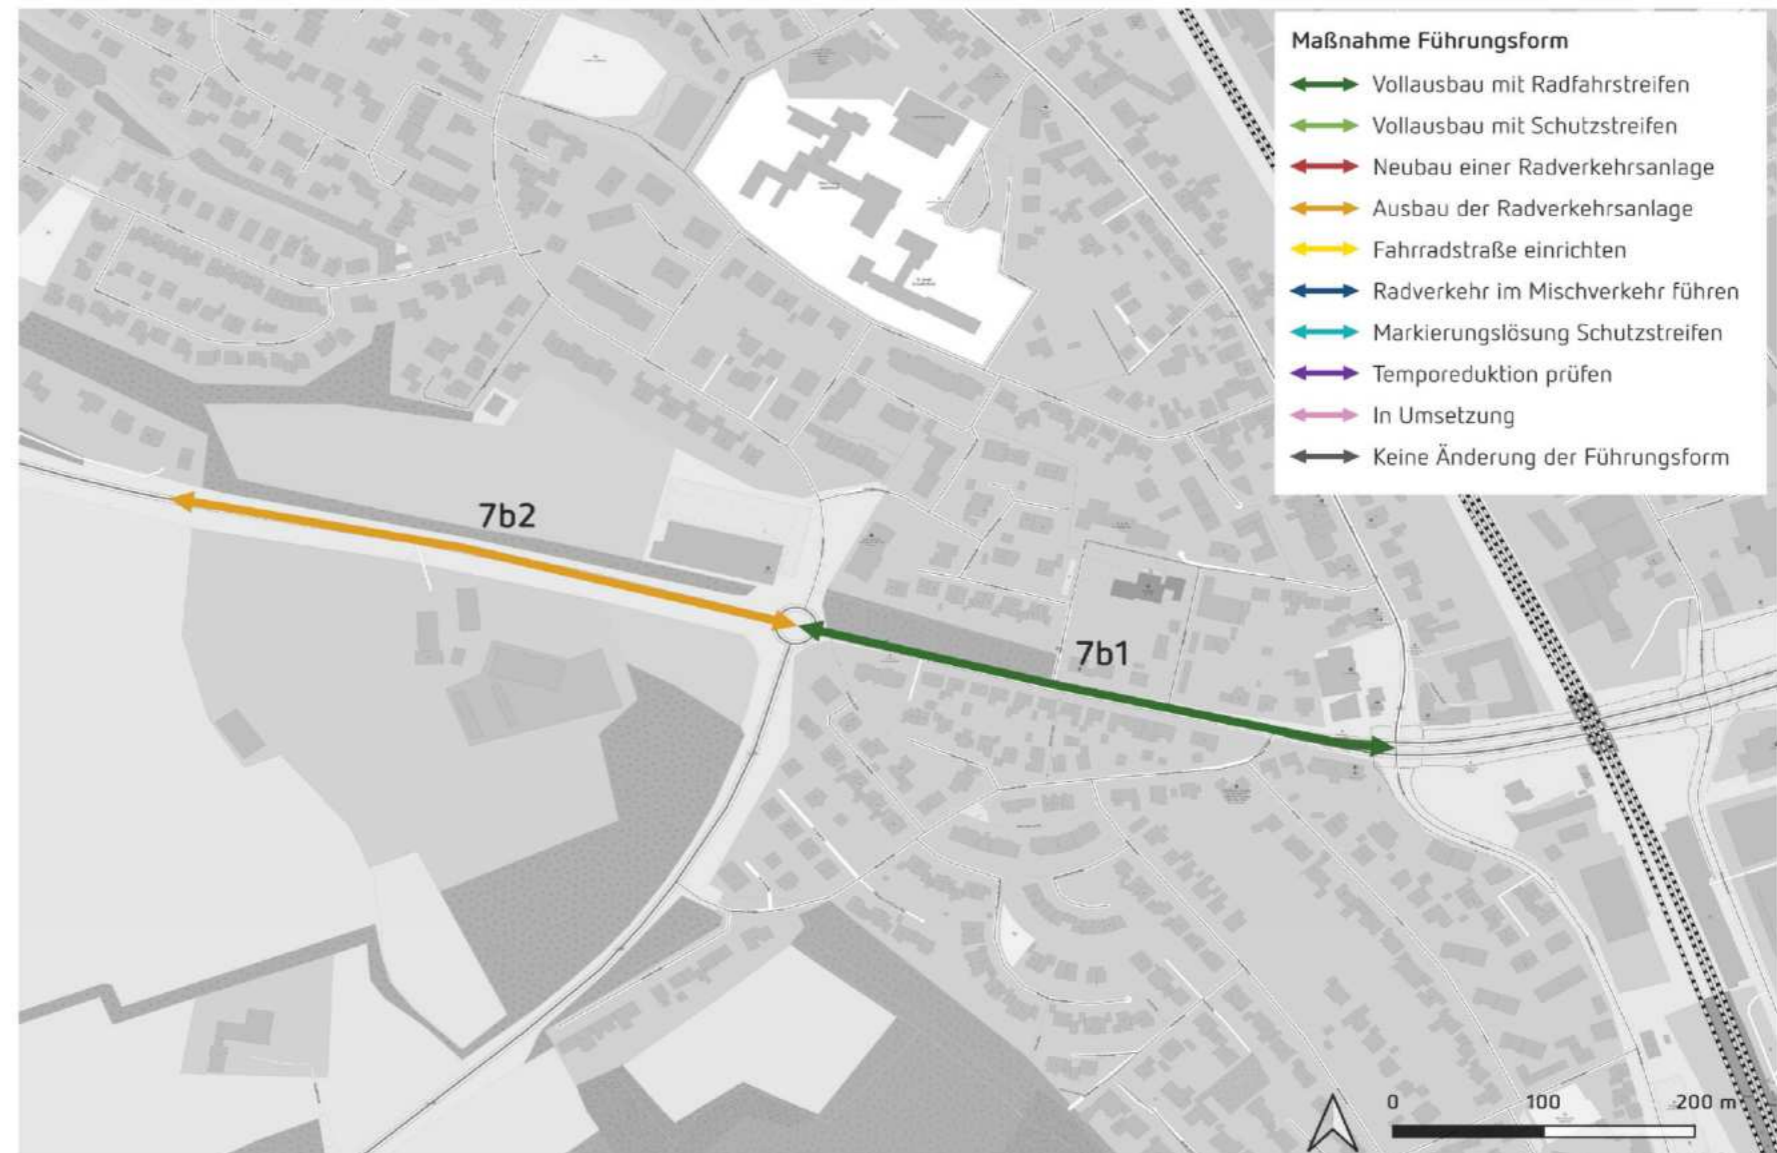 Maßnahme Führungsform
Vollausbau mit Radfahrstreifen
Vollausbau mit Schutzstreifen
Neubau einer Radverkehrsanlage
Ausbau der Radverkehrsanlage
Fahrradstraße einrichten
Radverkehr im Mischverkehr führen
Markierungslösung Schutzstreifen
Temporeduktion prüfen
In Umsetzung
Keine Änderung der Führungsform
7b2
7b1
0 100 200 m